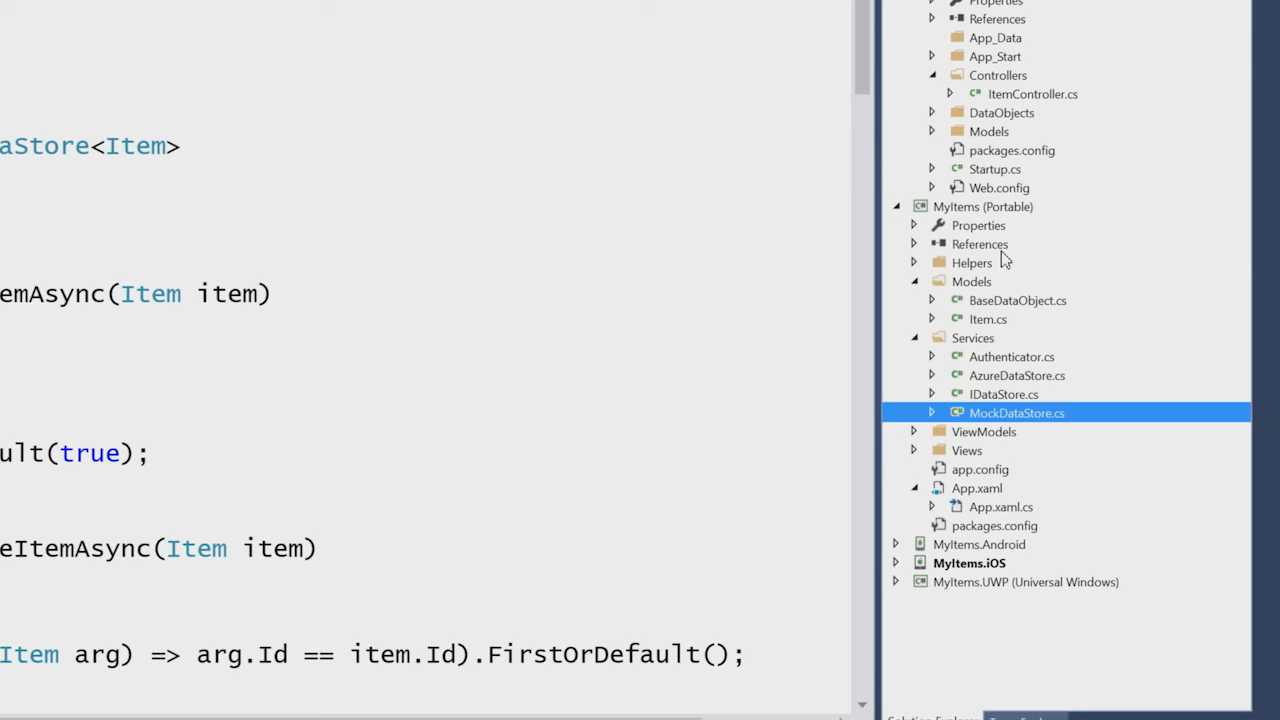 aStore<Item>
emAsync(Item item)
ult(true);
eItemAsync(Item item)
Item arg) => arg.Id == item.Id).FirstOrDefault();
Properties
References
App_Data
App_Start
Controllers
ItemController.cs
DataObjects
Models
packages.config
Startup.cs
Web.config
MyItems (Portable)
Properties
References
Helpers
Models
BaseDataObject.cs
Item.cs
Services
Authenticator.cs
AzureDataStore.cs
IDataStore.cs
MockDataStore.cs
ViewModels
Views
app.config
App.xaml
App.xaml.cs
packages.config
MyItems.Android
MyItems.iOS
MyItems.UWP (Universal Windows)
Solution Explorer